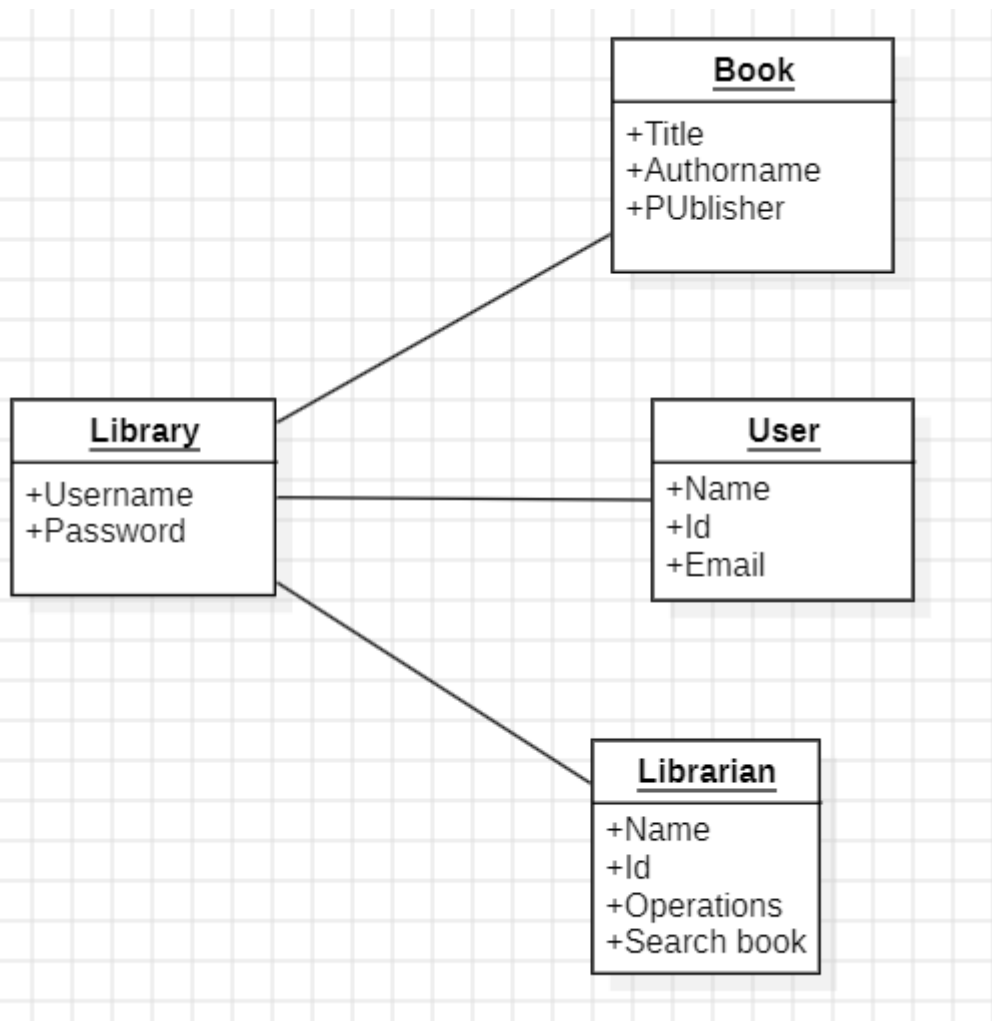 Book
+Title
+Authorname
+PUblisher
Library
+Username
+Password
User
+Name
+Id
+Email
Librarian
+Name
+Id
+Operations
+Search book